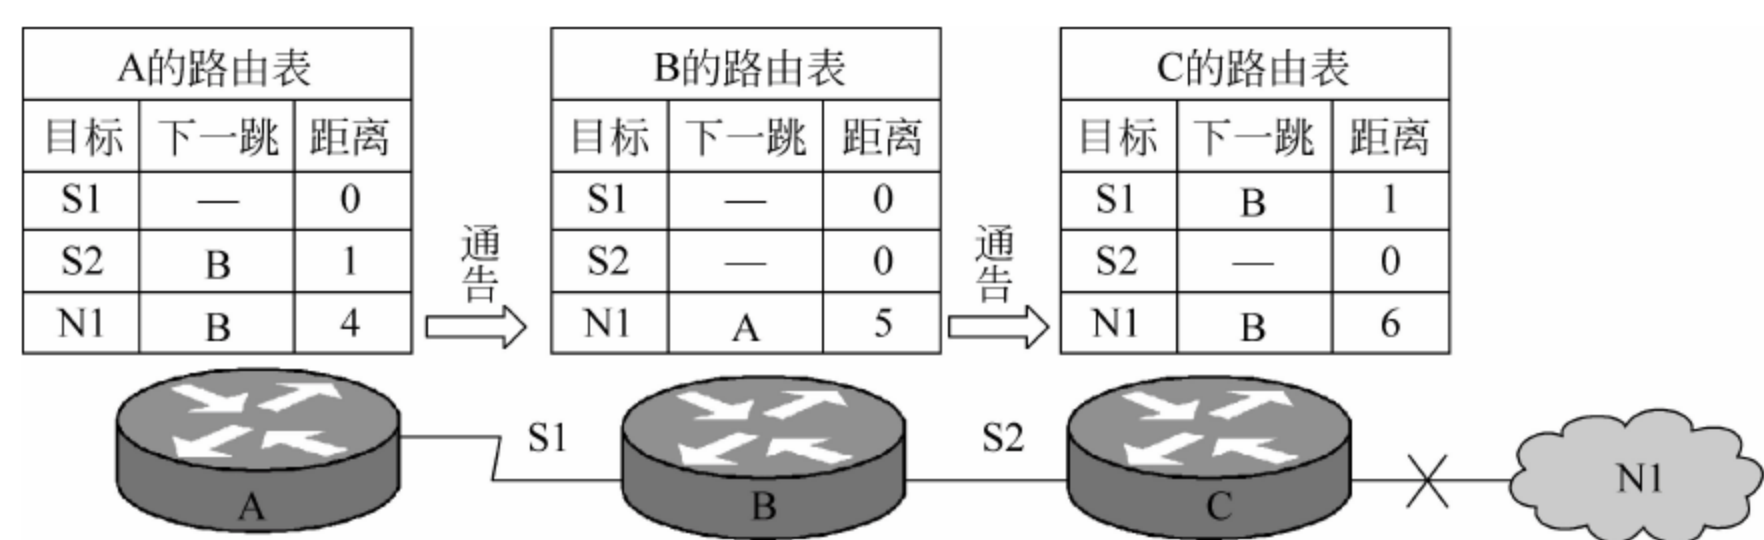 A的路由表
目标 下一跳 距离
S1 — 0
S2 B 1
N1 B 4
通告
B的路由表
目标 下一跳 距离
S1 — 0
S2 — 0
N1 A 5
通告
C的路由表
目标 下一跳 距离
S1 B 1
S2 — 0
N1 B 6
A
S1
B
S2
C
N1